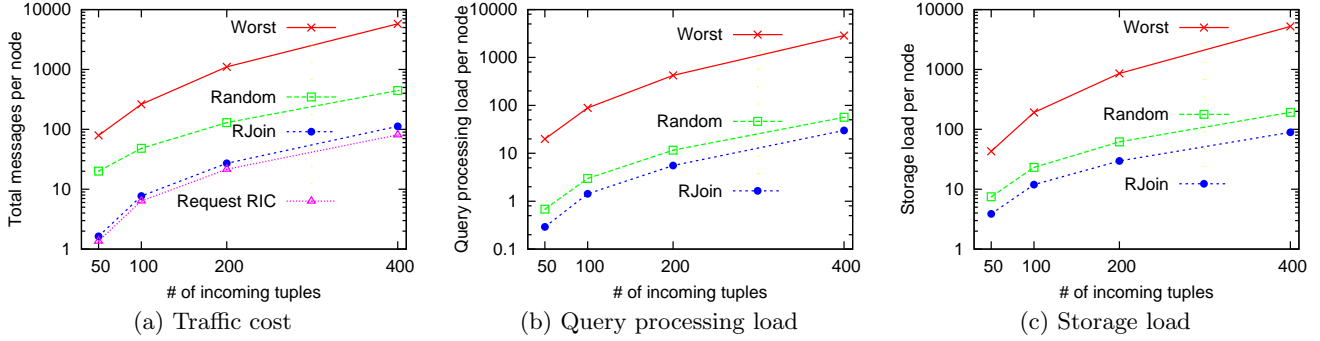 Total messages per node
10000
1000
100
10
1
50
100
200
400
# of incoming tuples
Worst
Random
RJoin
Request RIC
(a) Traffic cost
Query processing load per node
10000
1000
100
10
1
0.1
50
100
200
400
# of incoming tuples
Worst
Random
RJoin
(b) Query processing load
Storage load per node
10000
1000
100
10
1
50
100
200
400
# of incoming tuples
Worst
Random
RJoin
(c) Storage load